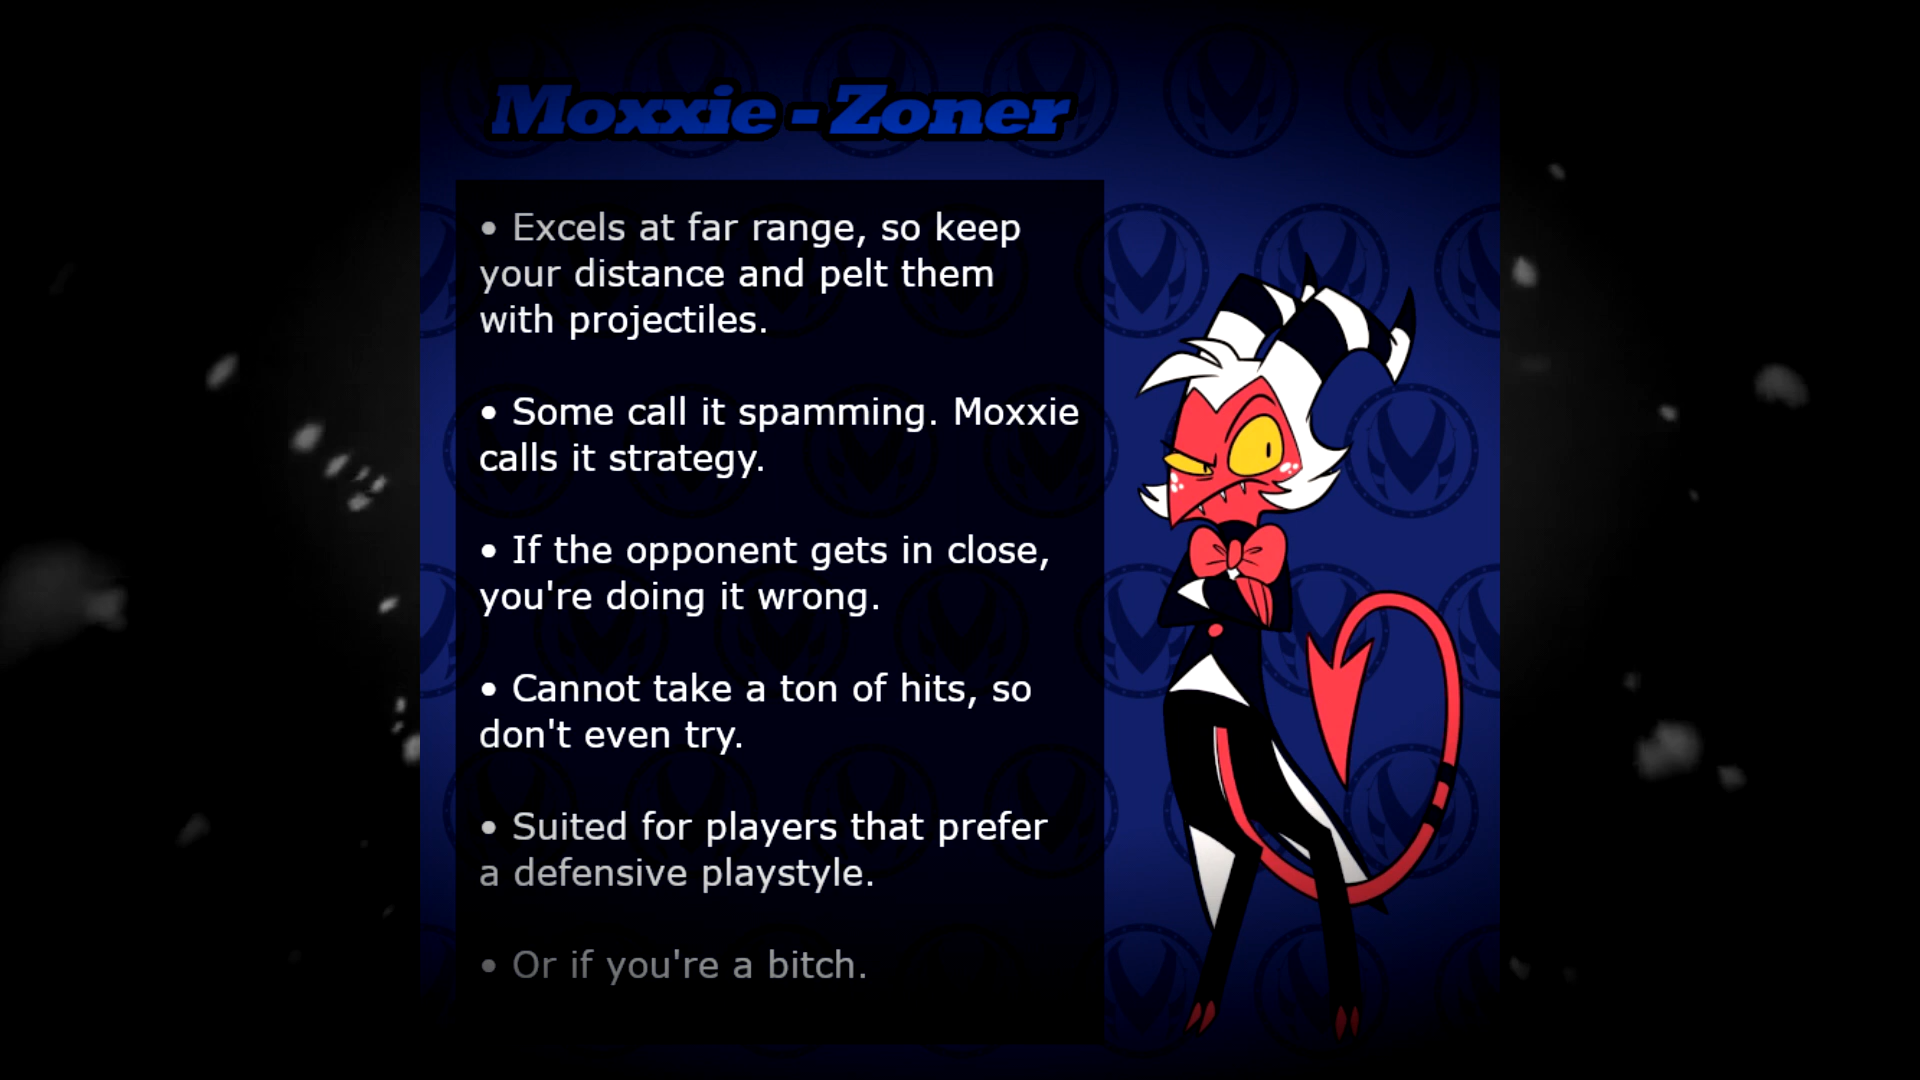 Moxxie - Zoner
• Excels at far range, so keep
your distance and pelt them
with projectiles.
• Some call it spamming. Moxxie
calls it strategy.
• If the opponent gets in close,
you're doing it wrong.
• Cannot take a ton of hits, so
don't even try.
• Suited for players that prefer
a defensive playstyle.
• Or if you're a bitch.